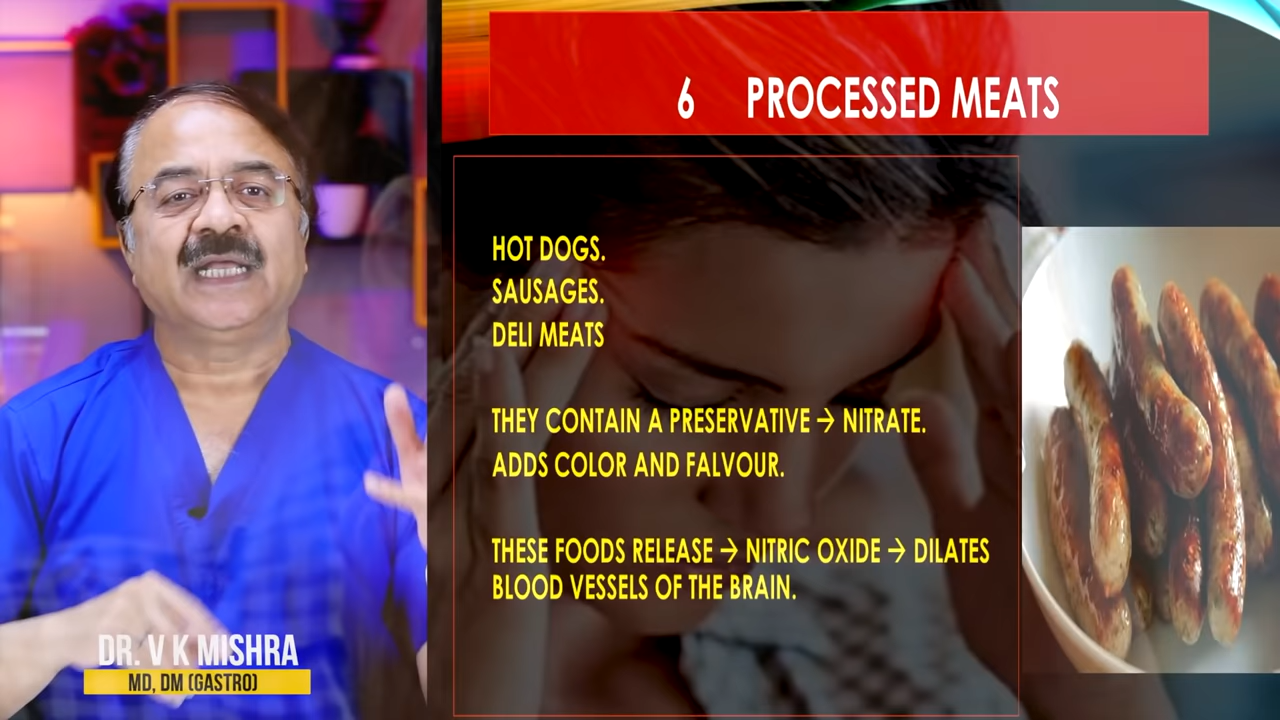 6 PROCESSED MEATS
HOT DOGS.
SAUSAGES.
DELI MEATS
THEY CONTAIN A PRESERVATIVE → NITRATE.
ADDS COLOR AND FALVOUR.
THESE FOODS RELEASE → NITRIC OXIDE → DILATES
BLOOD VESSELS OF THE BRAIN.
DR. V K MISHRA
MD, DM (GASTRO)